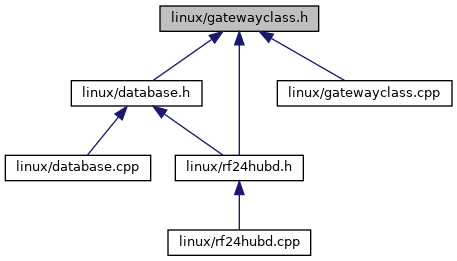 linux/gatewayclass.h
linux/database.h
linux/gatewayclass.cpp
linux/database.cpp
linux/rf24hubd.h
linux/rf24hubd.cpp